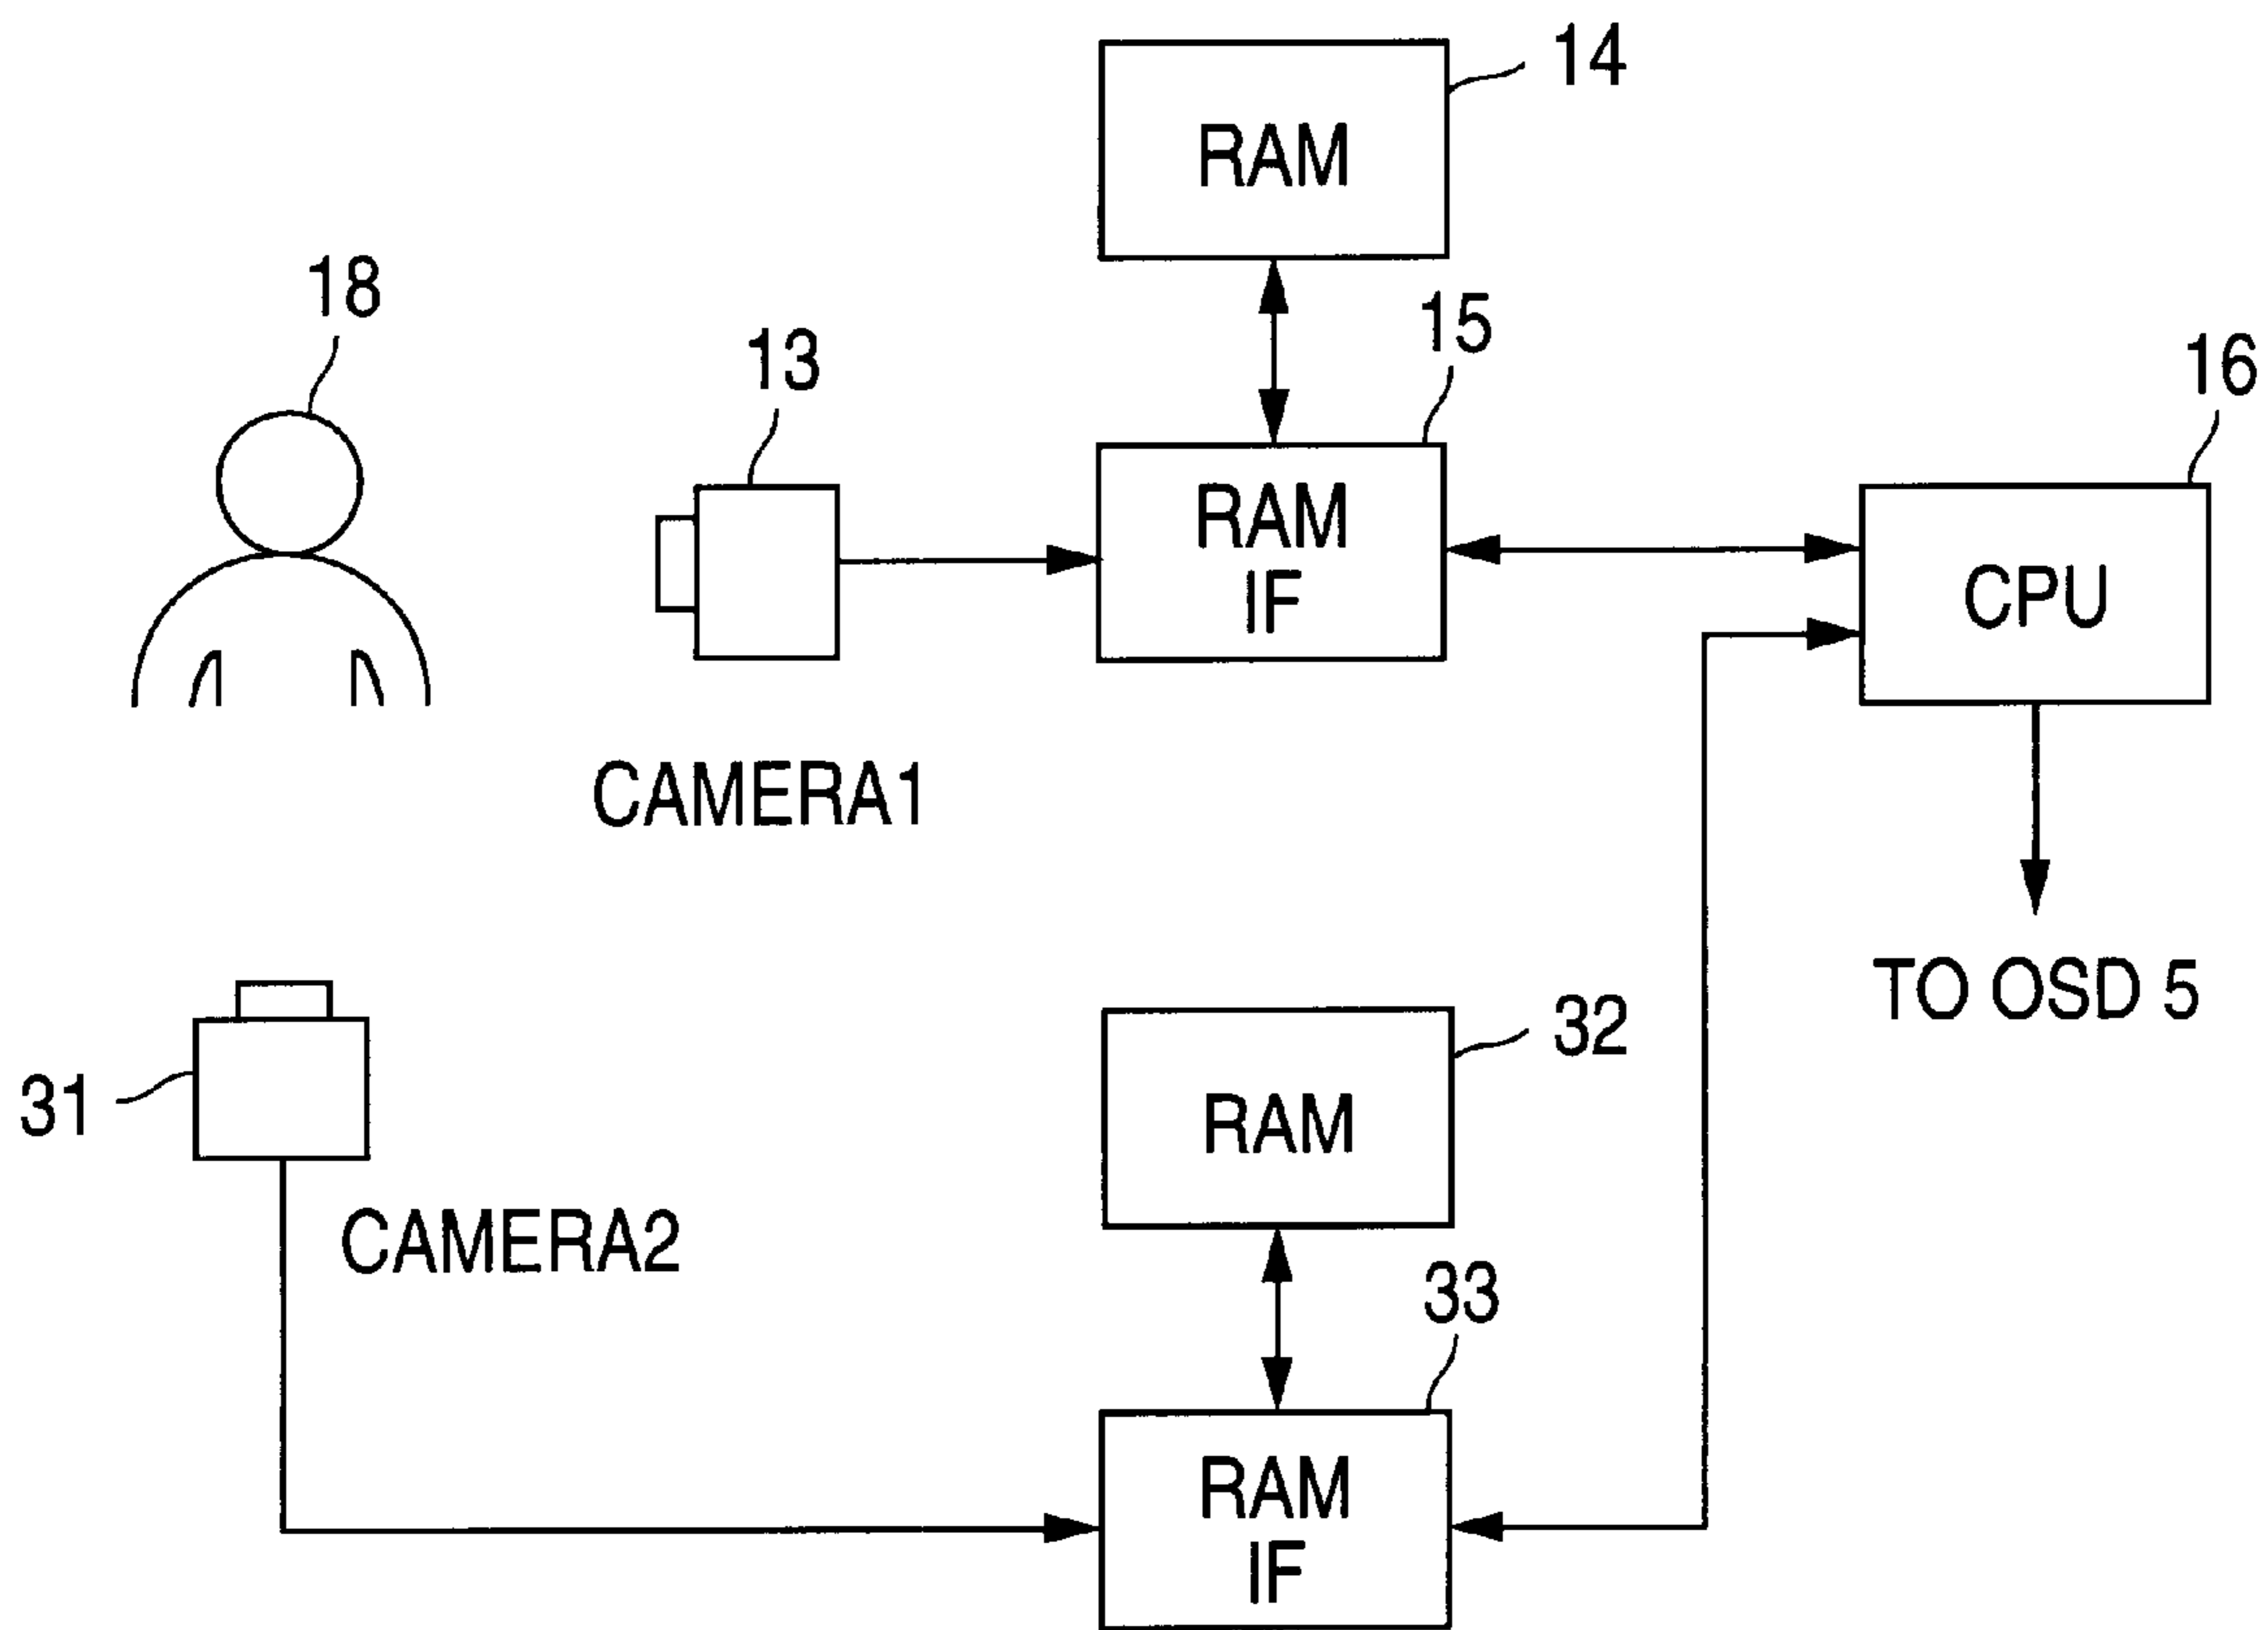 14
RAM
18
13
15
16
RAM
IF
CPU
CAMERA1
TO OSD 5
32
31
RAM
CAMERA2
33
RAM
IF